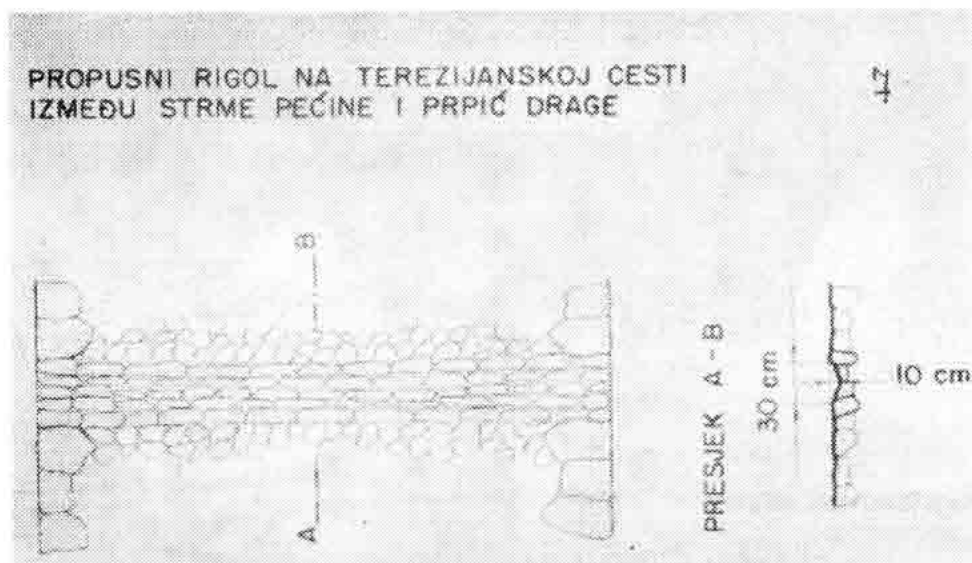 PROPUSNI RIGOL NA TEREZIJANSKOJ CESTI
IZMEĐU STRME PEĆINE I PRPIĆ DRAGE
B
A
PRESJEK A-B
30 cm
10 cm